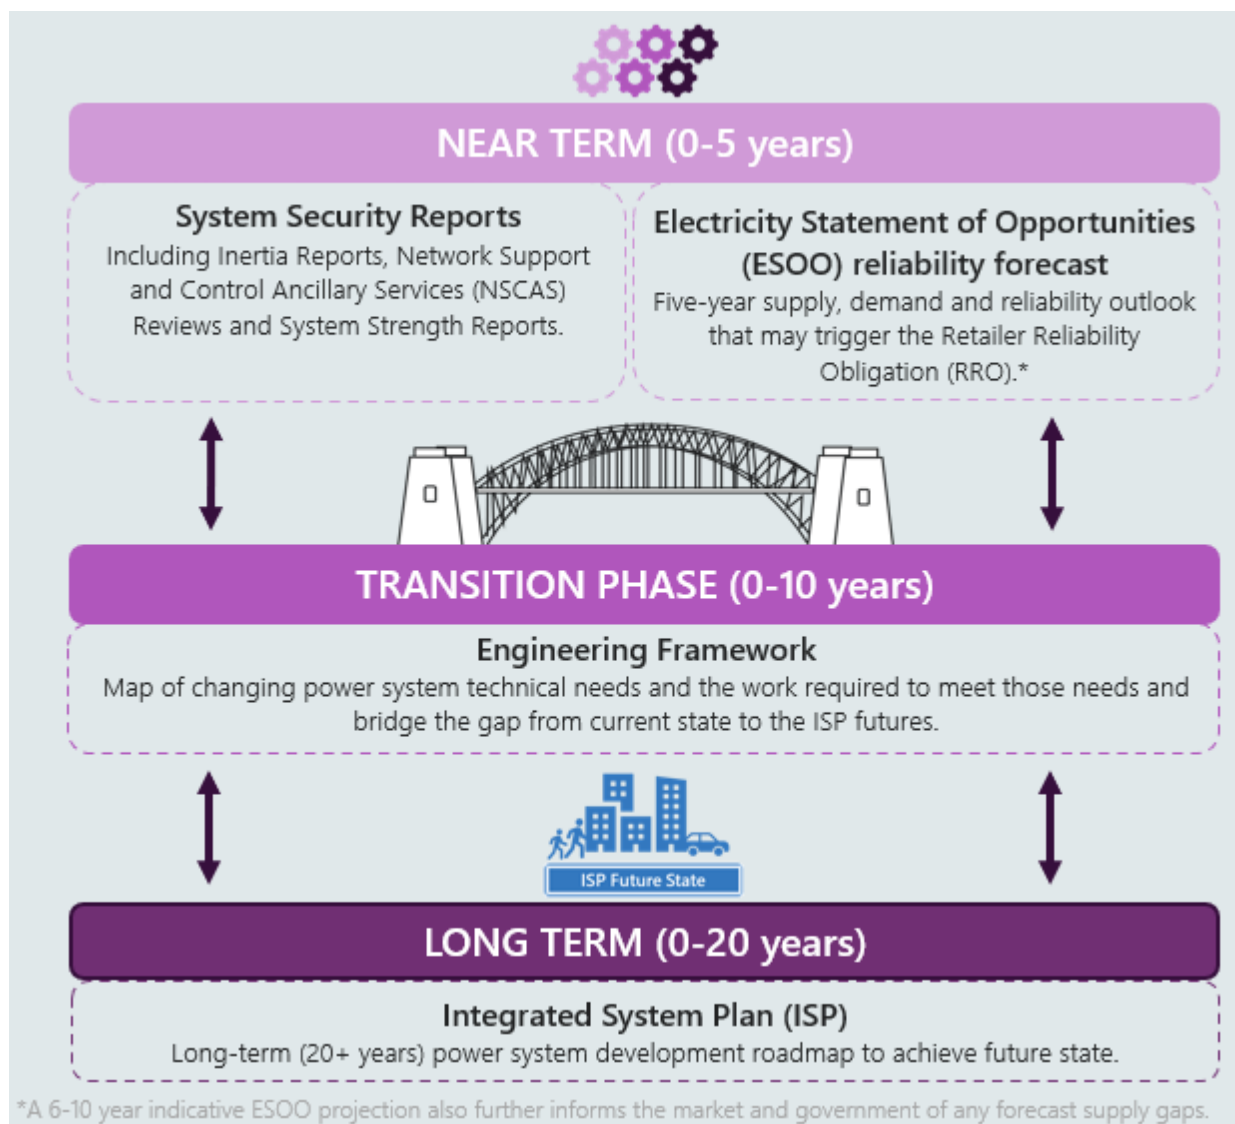 NEAR TERM (0-5 years)
System Security Reports
Including Inertia Reports, Network Support
and Control Ancillary Services (NSCAS)
Reviews and System Strength Reports.
Electricity Statement of Opportunities
(ESOO) reliability forecast
Five-year supply, demand and reliability outlook
that may trigger the Retailer Reliability
Obligation (RRO).*
TRANSITION PHASE (0-10 years)
Engineering Framework
Map of changing power system technical needs and the work required to meet those needs and
bridge the gap from current state to the ISP futures.
ISP Future State
LONG TERM (0-20 years)
Integrated System Plan (ISP)
Long-term (20+ years) power system development roadmap to achieve future state.
*A 6-10 year indicative ESOO projection also further informs the market and government of any forecast supply gaps.